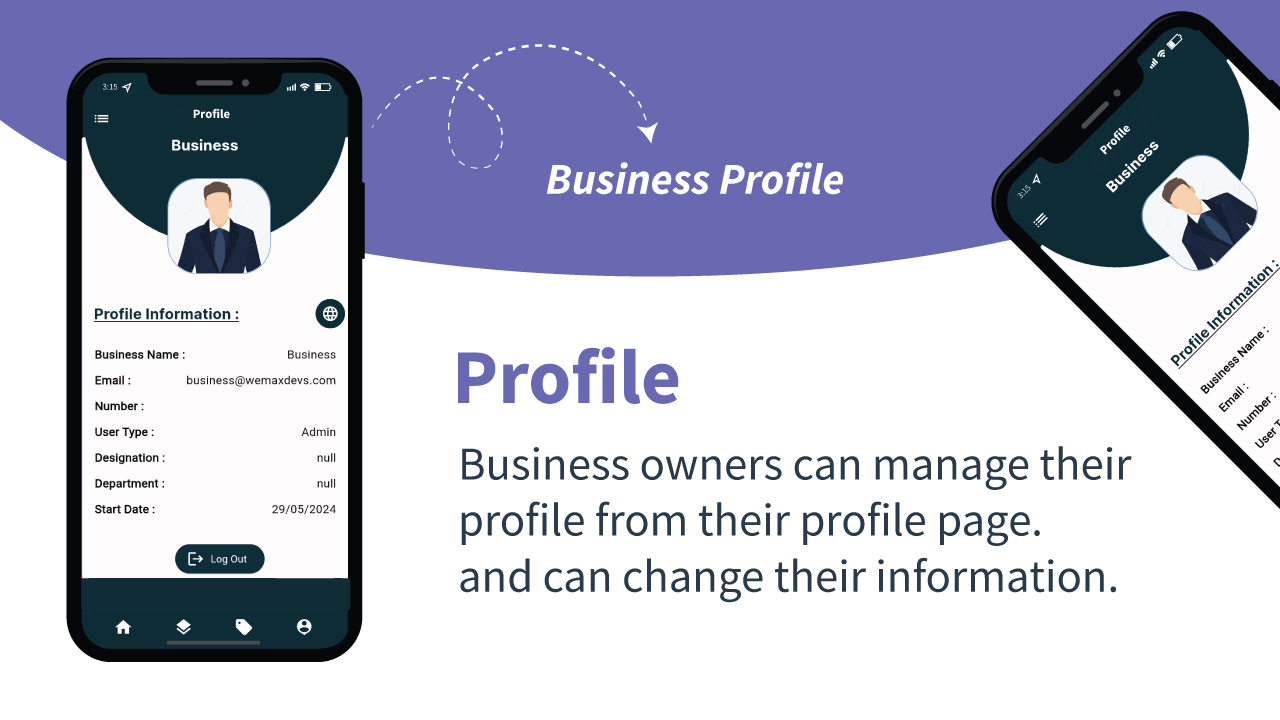 3:15
Profile
Business
Profile Information :
Business Name : Business
Email : business@wemaxdevs.com
Number :
User Type : Admin
Designation : null
Department : null
Start Date : 29/05/2024
Log Out
Business Profile
Profile
Business owners can manage their
profile from their profile page.
and can change their information.
3:15
Profile
Business
Profile Information :
Business Name :
Email :
Number :
User T
D